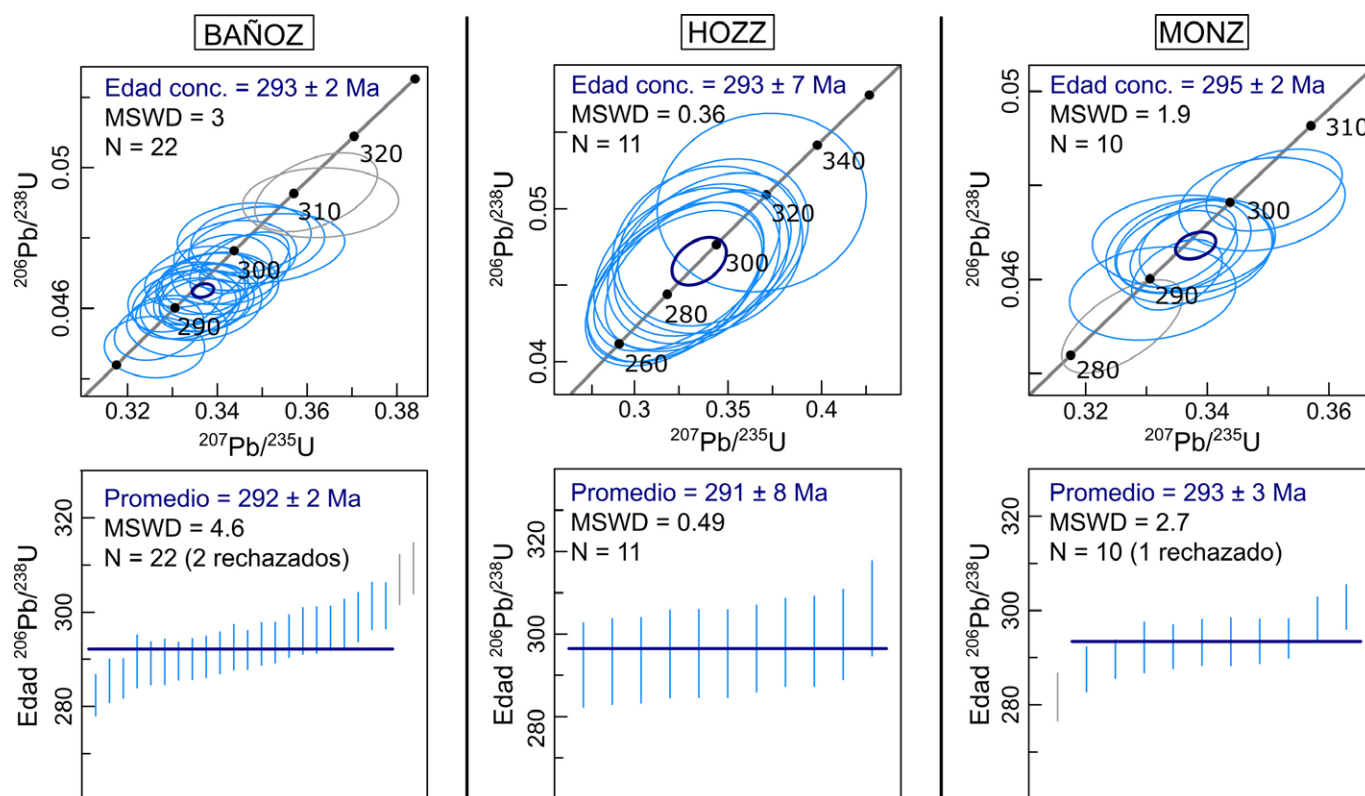 BAÑOZ
Edad conc. = 293 ± 2 Ma
MSWD = 3
N = 22
320
310
300
290
0.05
0.046
206Pb/238U
0.32
0.34
0.36
0.38
207Pb/235U
Promedio = 292 ± 2 Ma
MSWD = 4.6
N = 22 (2 rechazados)
320
300
280
Edad 206Pb/238U
HOZZ
Edad conc. = 293 ± 7 Ma
MSWD = 0.36
N = 11
340
320
300
280
260
0.05
0.04
206Pb/238U
0.3
0.35
0.4
207Pb/235U
Promedio = 291 ± 8 Ma
MSWD = 0.49
N = 11
320
300
280
Edad 206Pb/238U
MONZ
Edad conc. = 295 ± 2 Ma
MSWD = 1.9
N = 10
310
300
290
280
0.05
0.046
206Pb/238U
0.32
0.34
0.36
207Pb/235U
Promedio = 293 ± 3 Ma
MSWD = 2.7
N = 10 (1 rechazado)
320
300
280
Edad 206Pb/238U